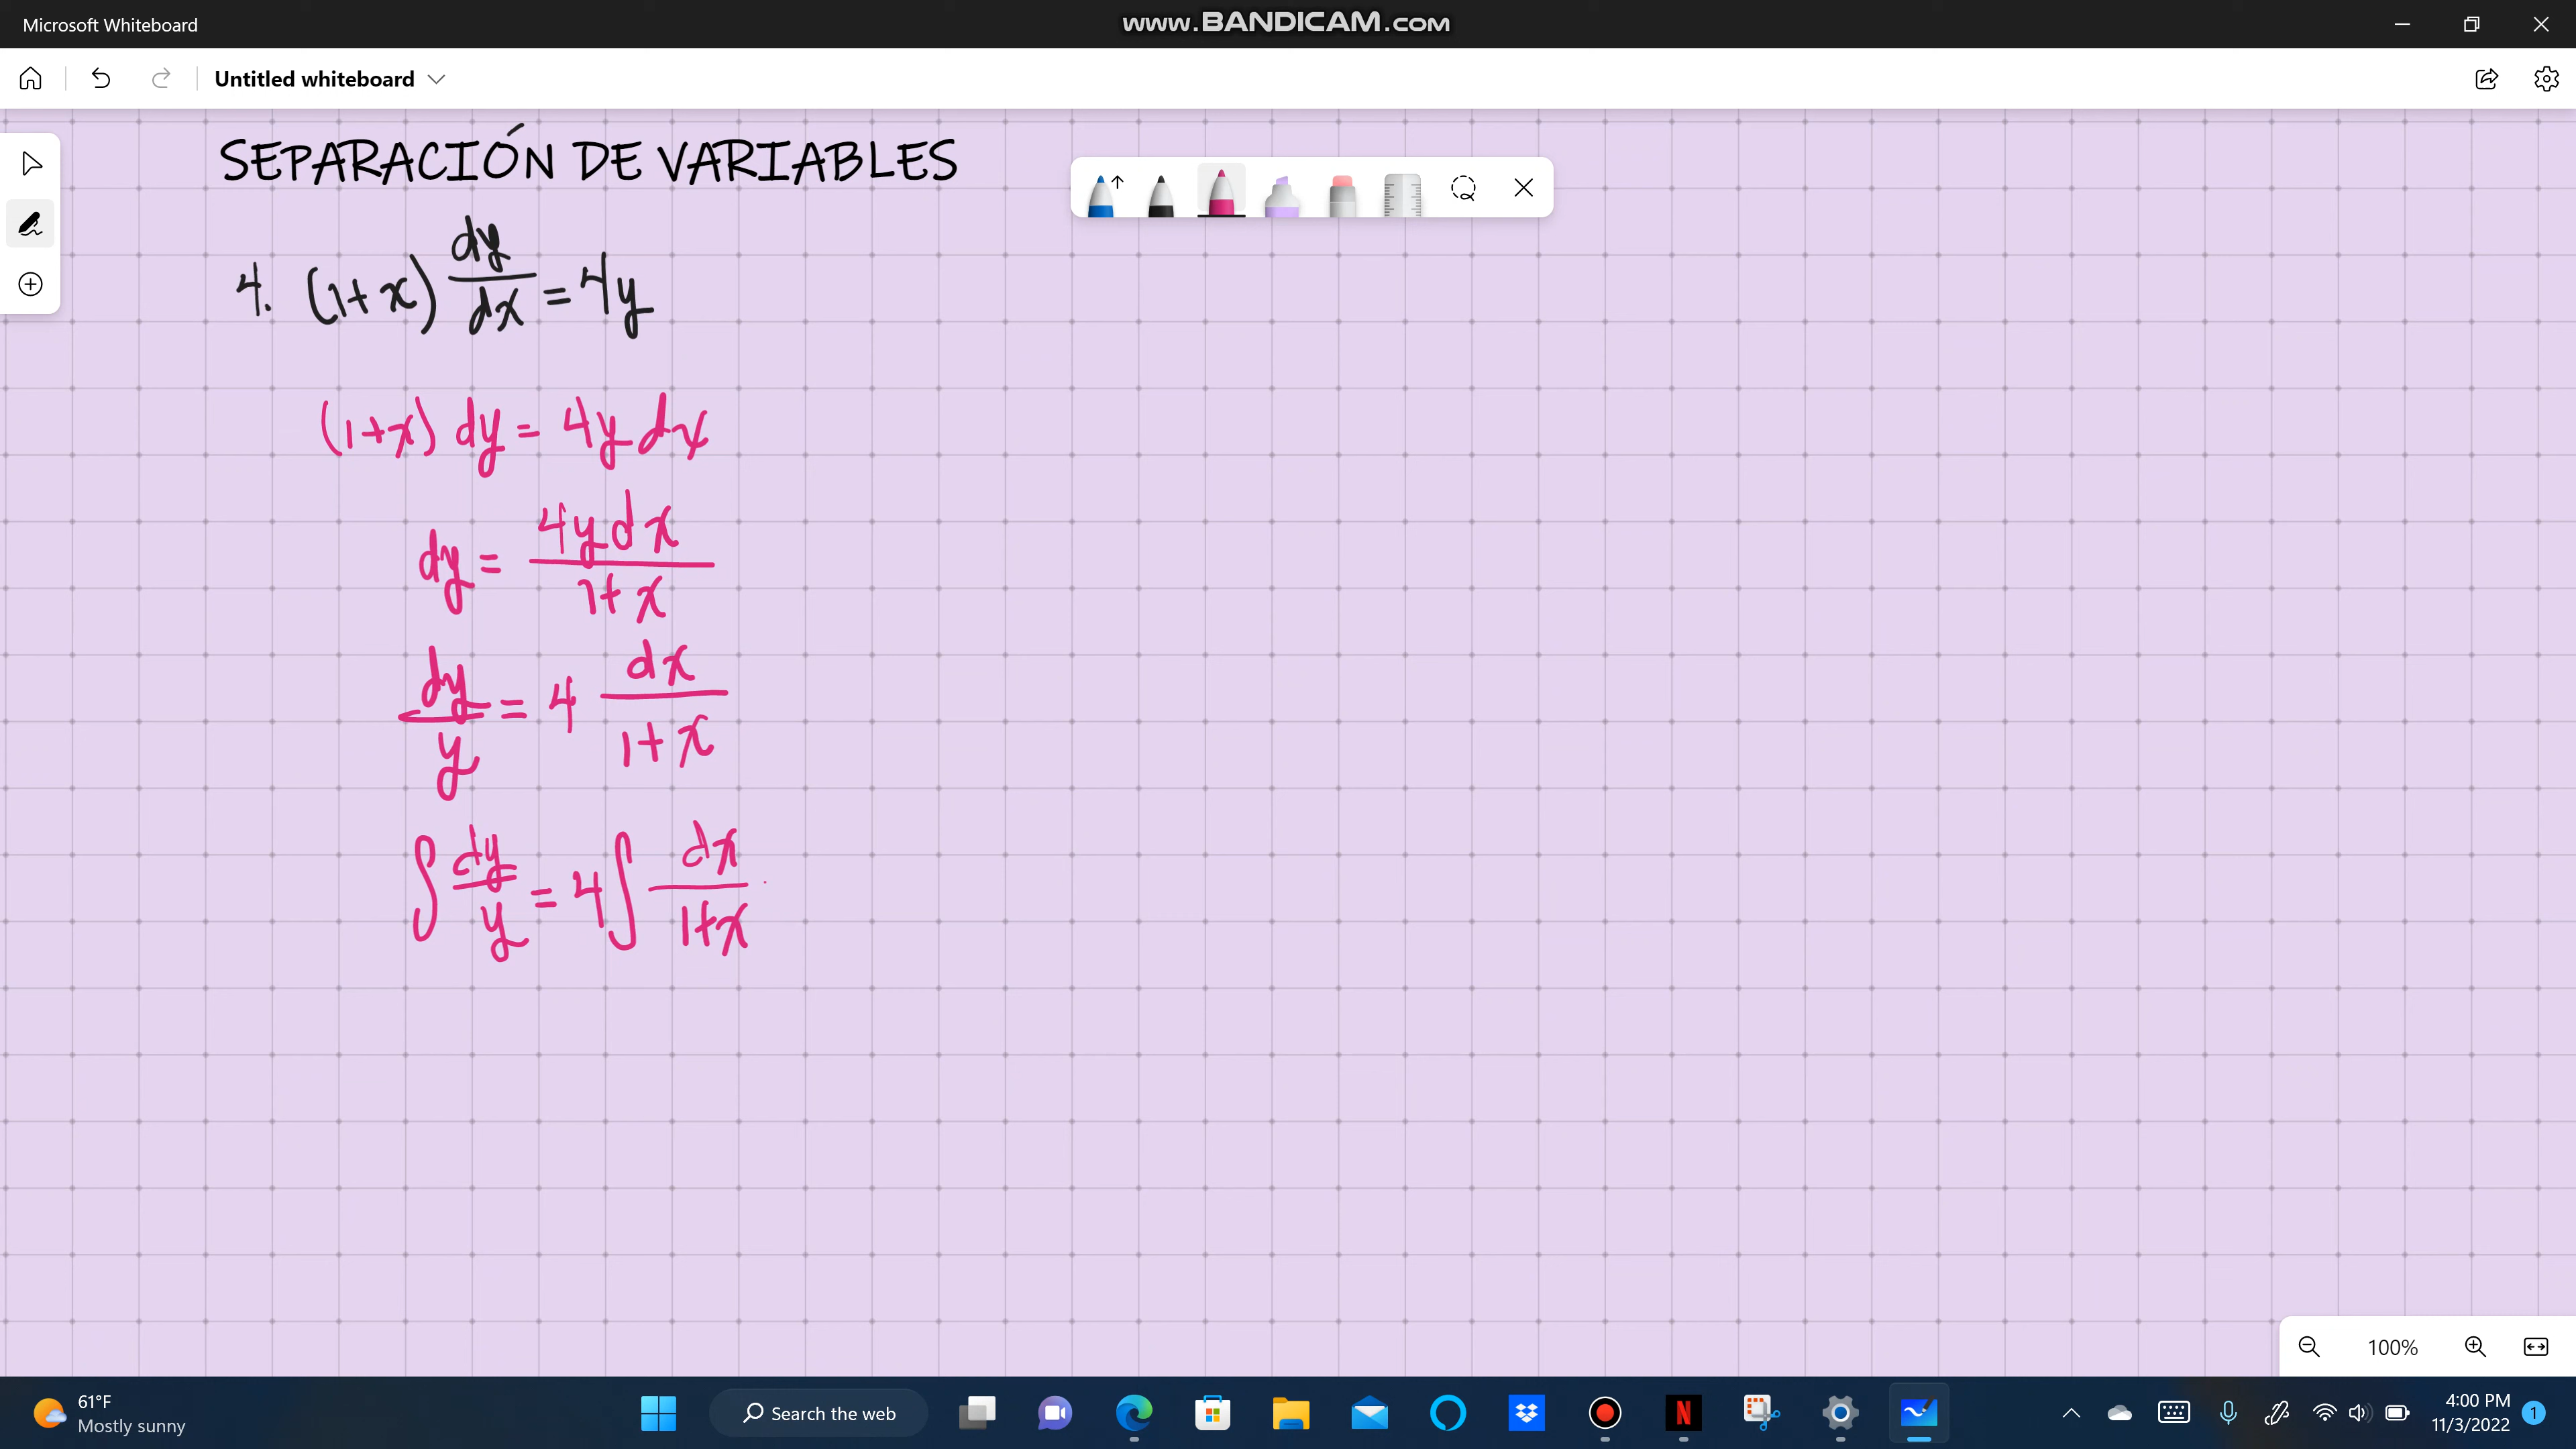 Microsoft Whiteboard
www.BANDICAM.com
Untitled whiteboard
SEPARACIÓN DE VARIABLES
4. (1+x) dy/dx = 4y
(1+x) dy = 4y dx
dy = 4y dx / 1+x
dy/y = 4 dx / 1+x
∫ dy/y = 4 ∫ dx / 1+x
100%
61°F
Mostly sunny
Search the web
N
4:00 PM
11/3/2022
1